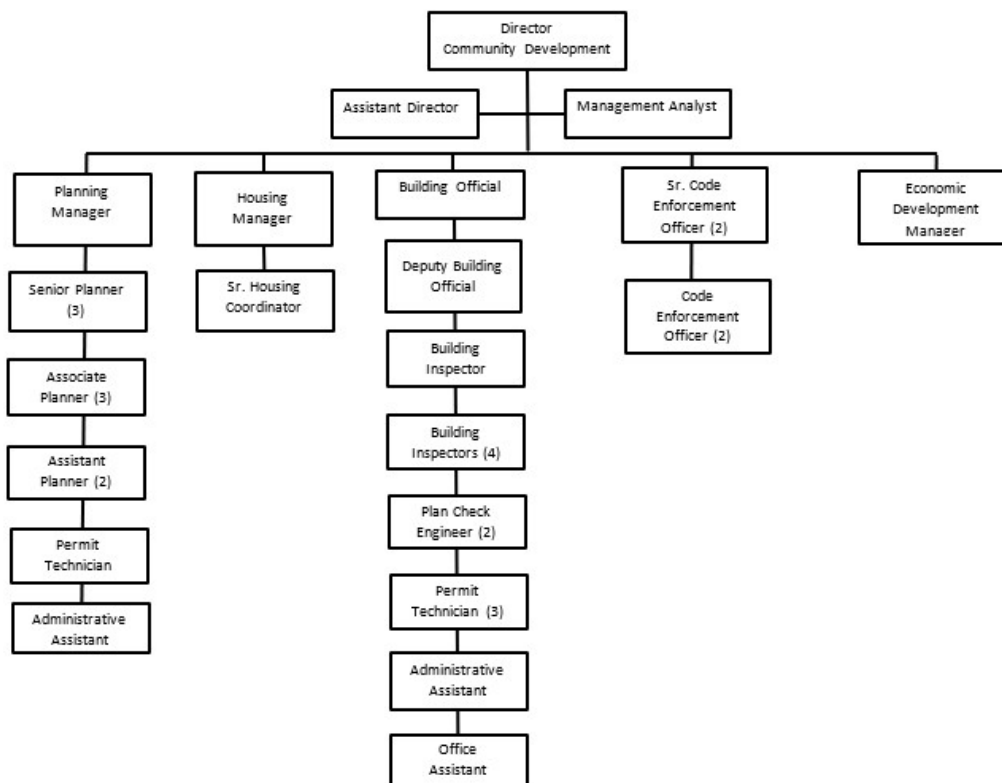 Director
Community Development
Assistant Director
Management Analyst
Planning
Manager
Housing
Manager
Building Official
Sr. Code
Enforcement
Officer (2)
Economic
Development
Manager
Senior Planner
(3)
Sr. Housing
Coordinator
Deputy Building
Official
Code
Enforcement
Officer (2)
Associate
Planner (3)
Building
Inspector
Assistant
Planner (2)
Building
Inspectors (4)
Permit
Technician
Plan Check
Engineer (2)
Administrative
Assistant
Permit
Technician (3)
Administrative
Assistant
Office
Assistant